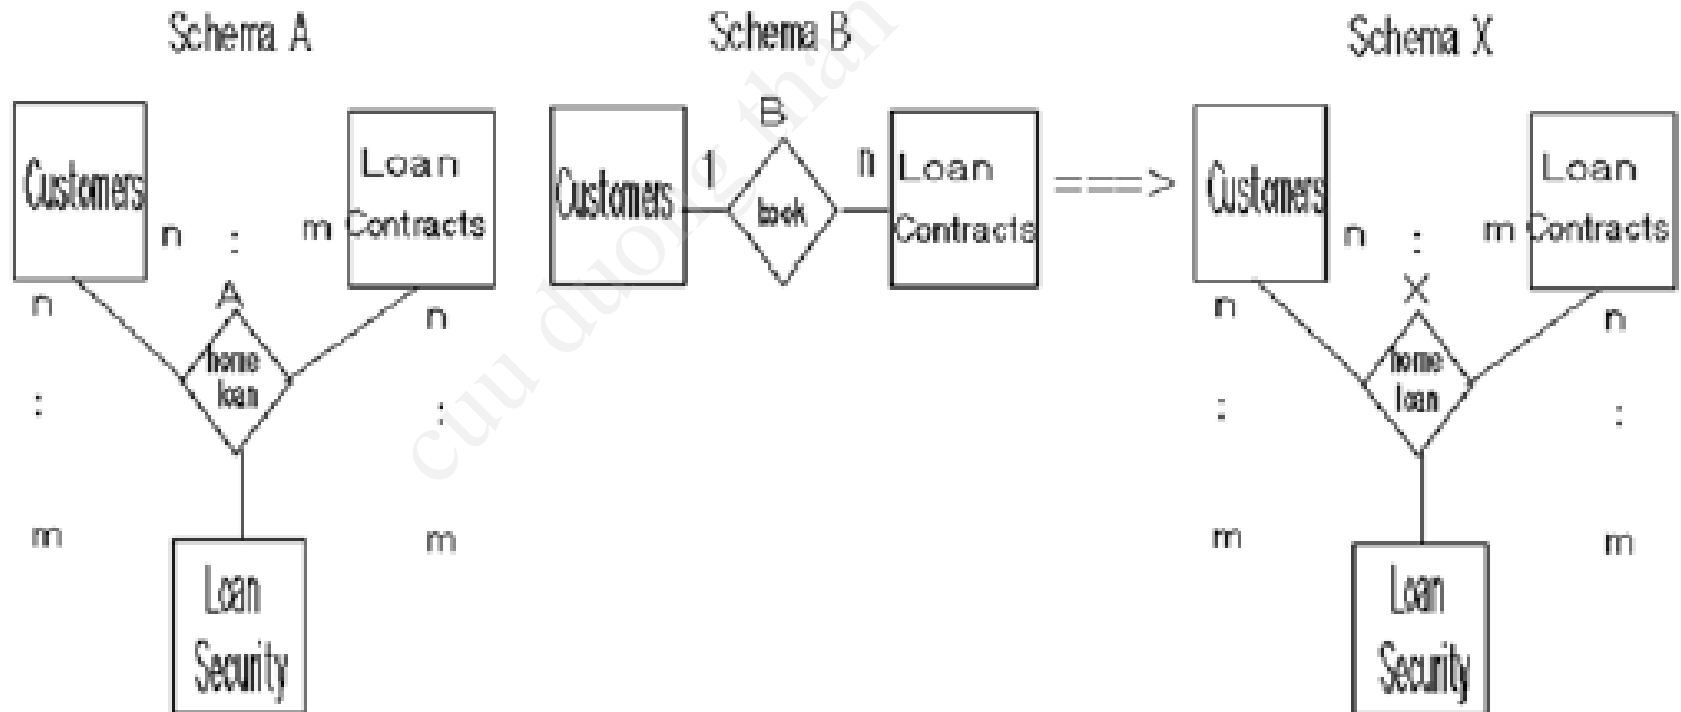 Schema A
Schema B
Schema X
Customers
n : m
Loan
Contracts
A
n
n
home
loan
:
:
m
m
Loan
Security
Customers
1
B
book
n
Loan
Contracts
===>
Customers
n : m
Loan
Contracts
X
n
n
home
loan
:
:
m
m
Loan
Security
cuu duong than